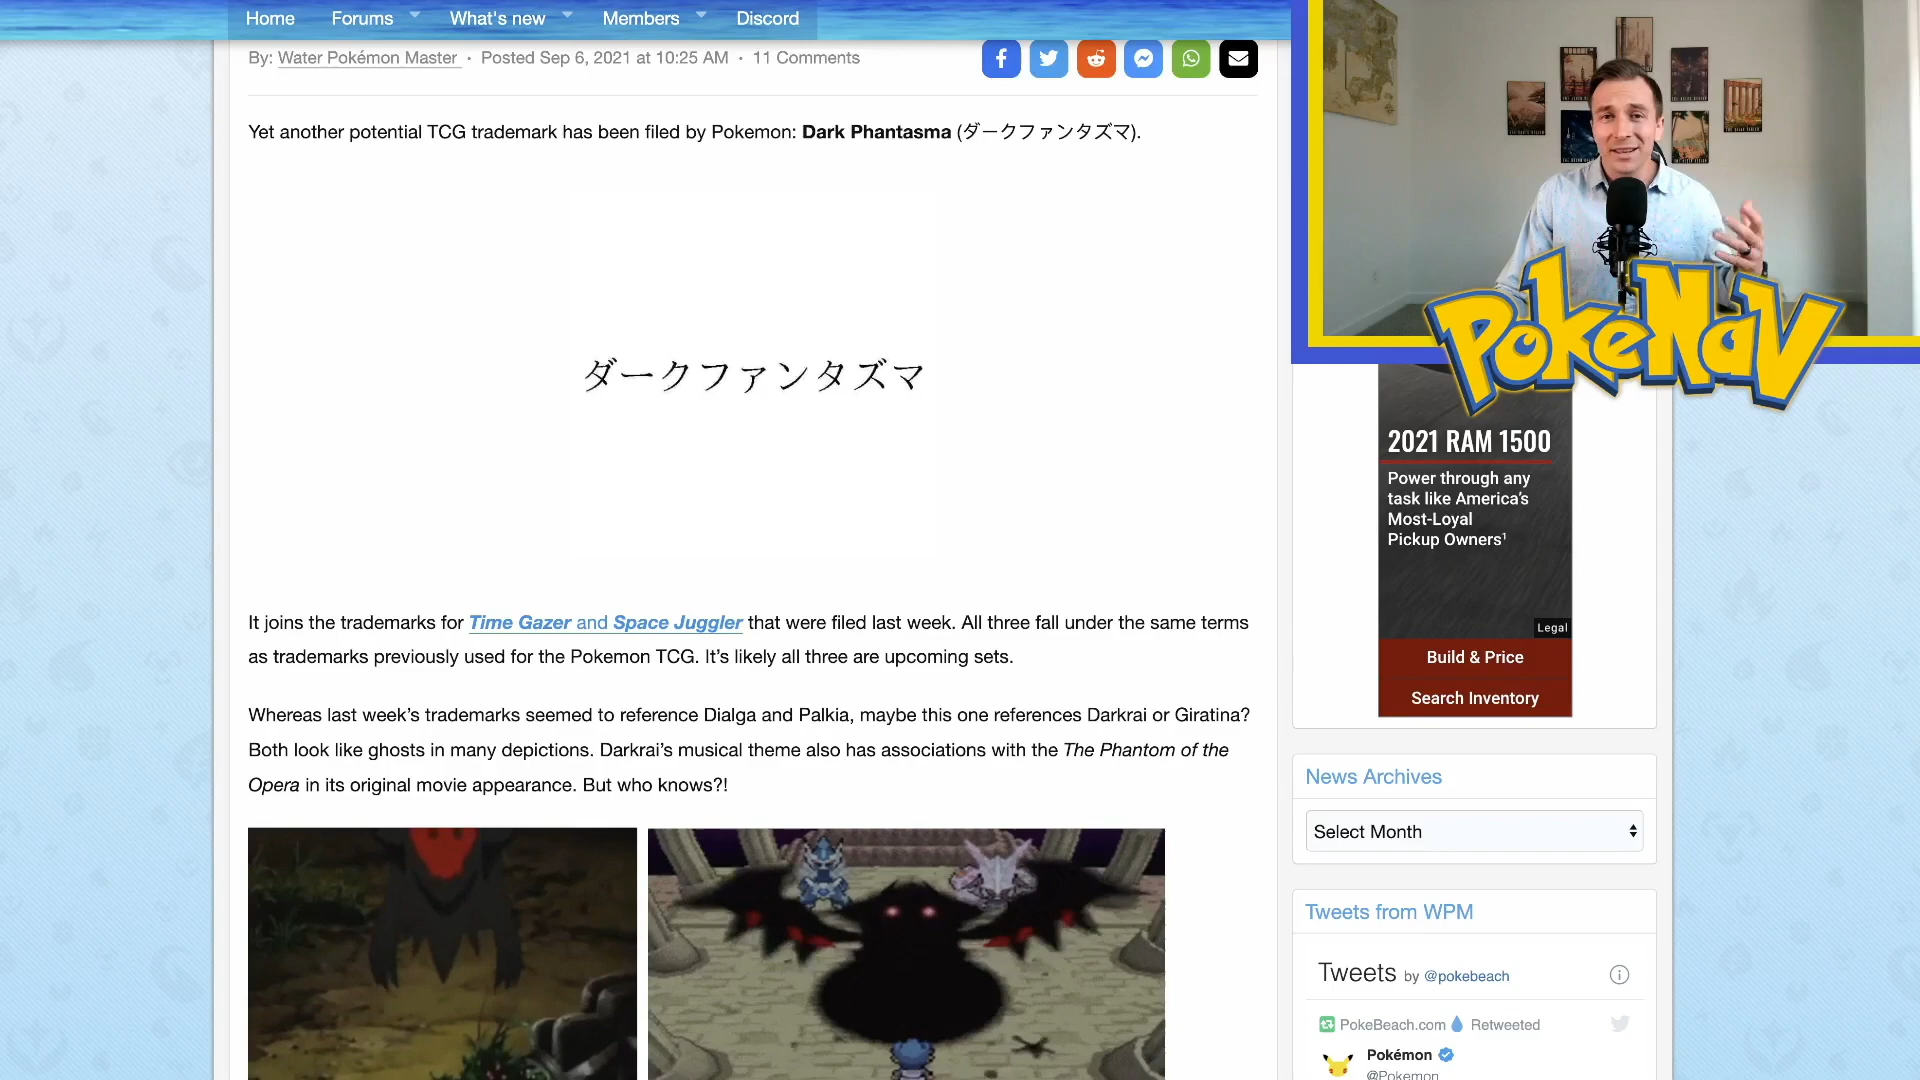 Home Forums What's new Members Discord
By: Water Pokémon Master · Posted Sep 6, 2021 at 10:25 AM · 11 Comments
Yet another potential TCG trademark has been filed by Pokemon: Dark Phantasma (ダークファンタズマ).
ダークファンタズマ
It joins the trademarks for Time Gazer and Space Juggler that were filed last week. All three fall under the same terms
as trademarks previously used for the Pokemon TCG. It's likely all three are upcoming sets.
Whereas last week's trademarks seemed to reference Dialga and Palkia, maybe this one references Darkrai or Giratina?
Both look like ghosts in many depictions. Darkrai's musical theme also has associations with the The Phantom of the
Opera in its original movie appearance. But who knows?!
PokeNav
2021 RAM 1500
Power through any
task like America's
Most-Loyal
Pickup Owners¹
Legal
Build & Price
Search Inventory
News Archives
Select Month
Tweets from WPM
Tweets by @pokebeach
PokeBeach.com Retweeted
Pokémon
@Pokemon